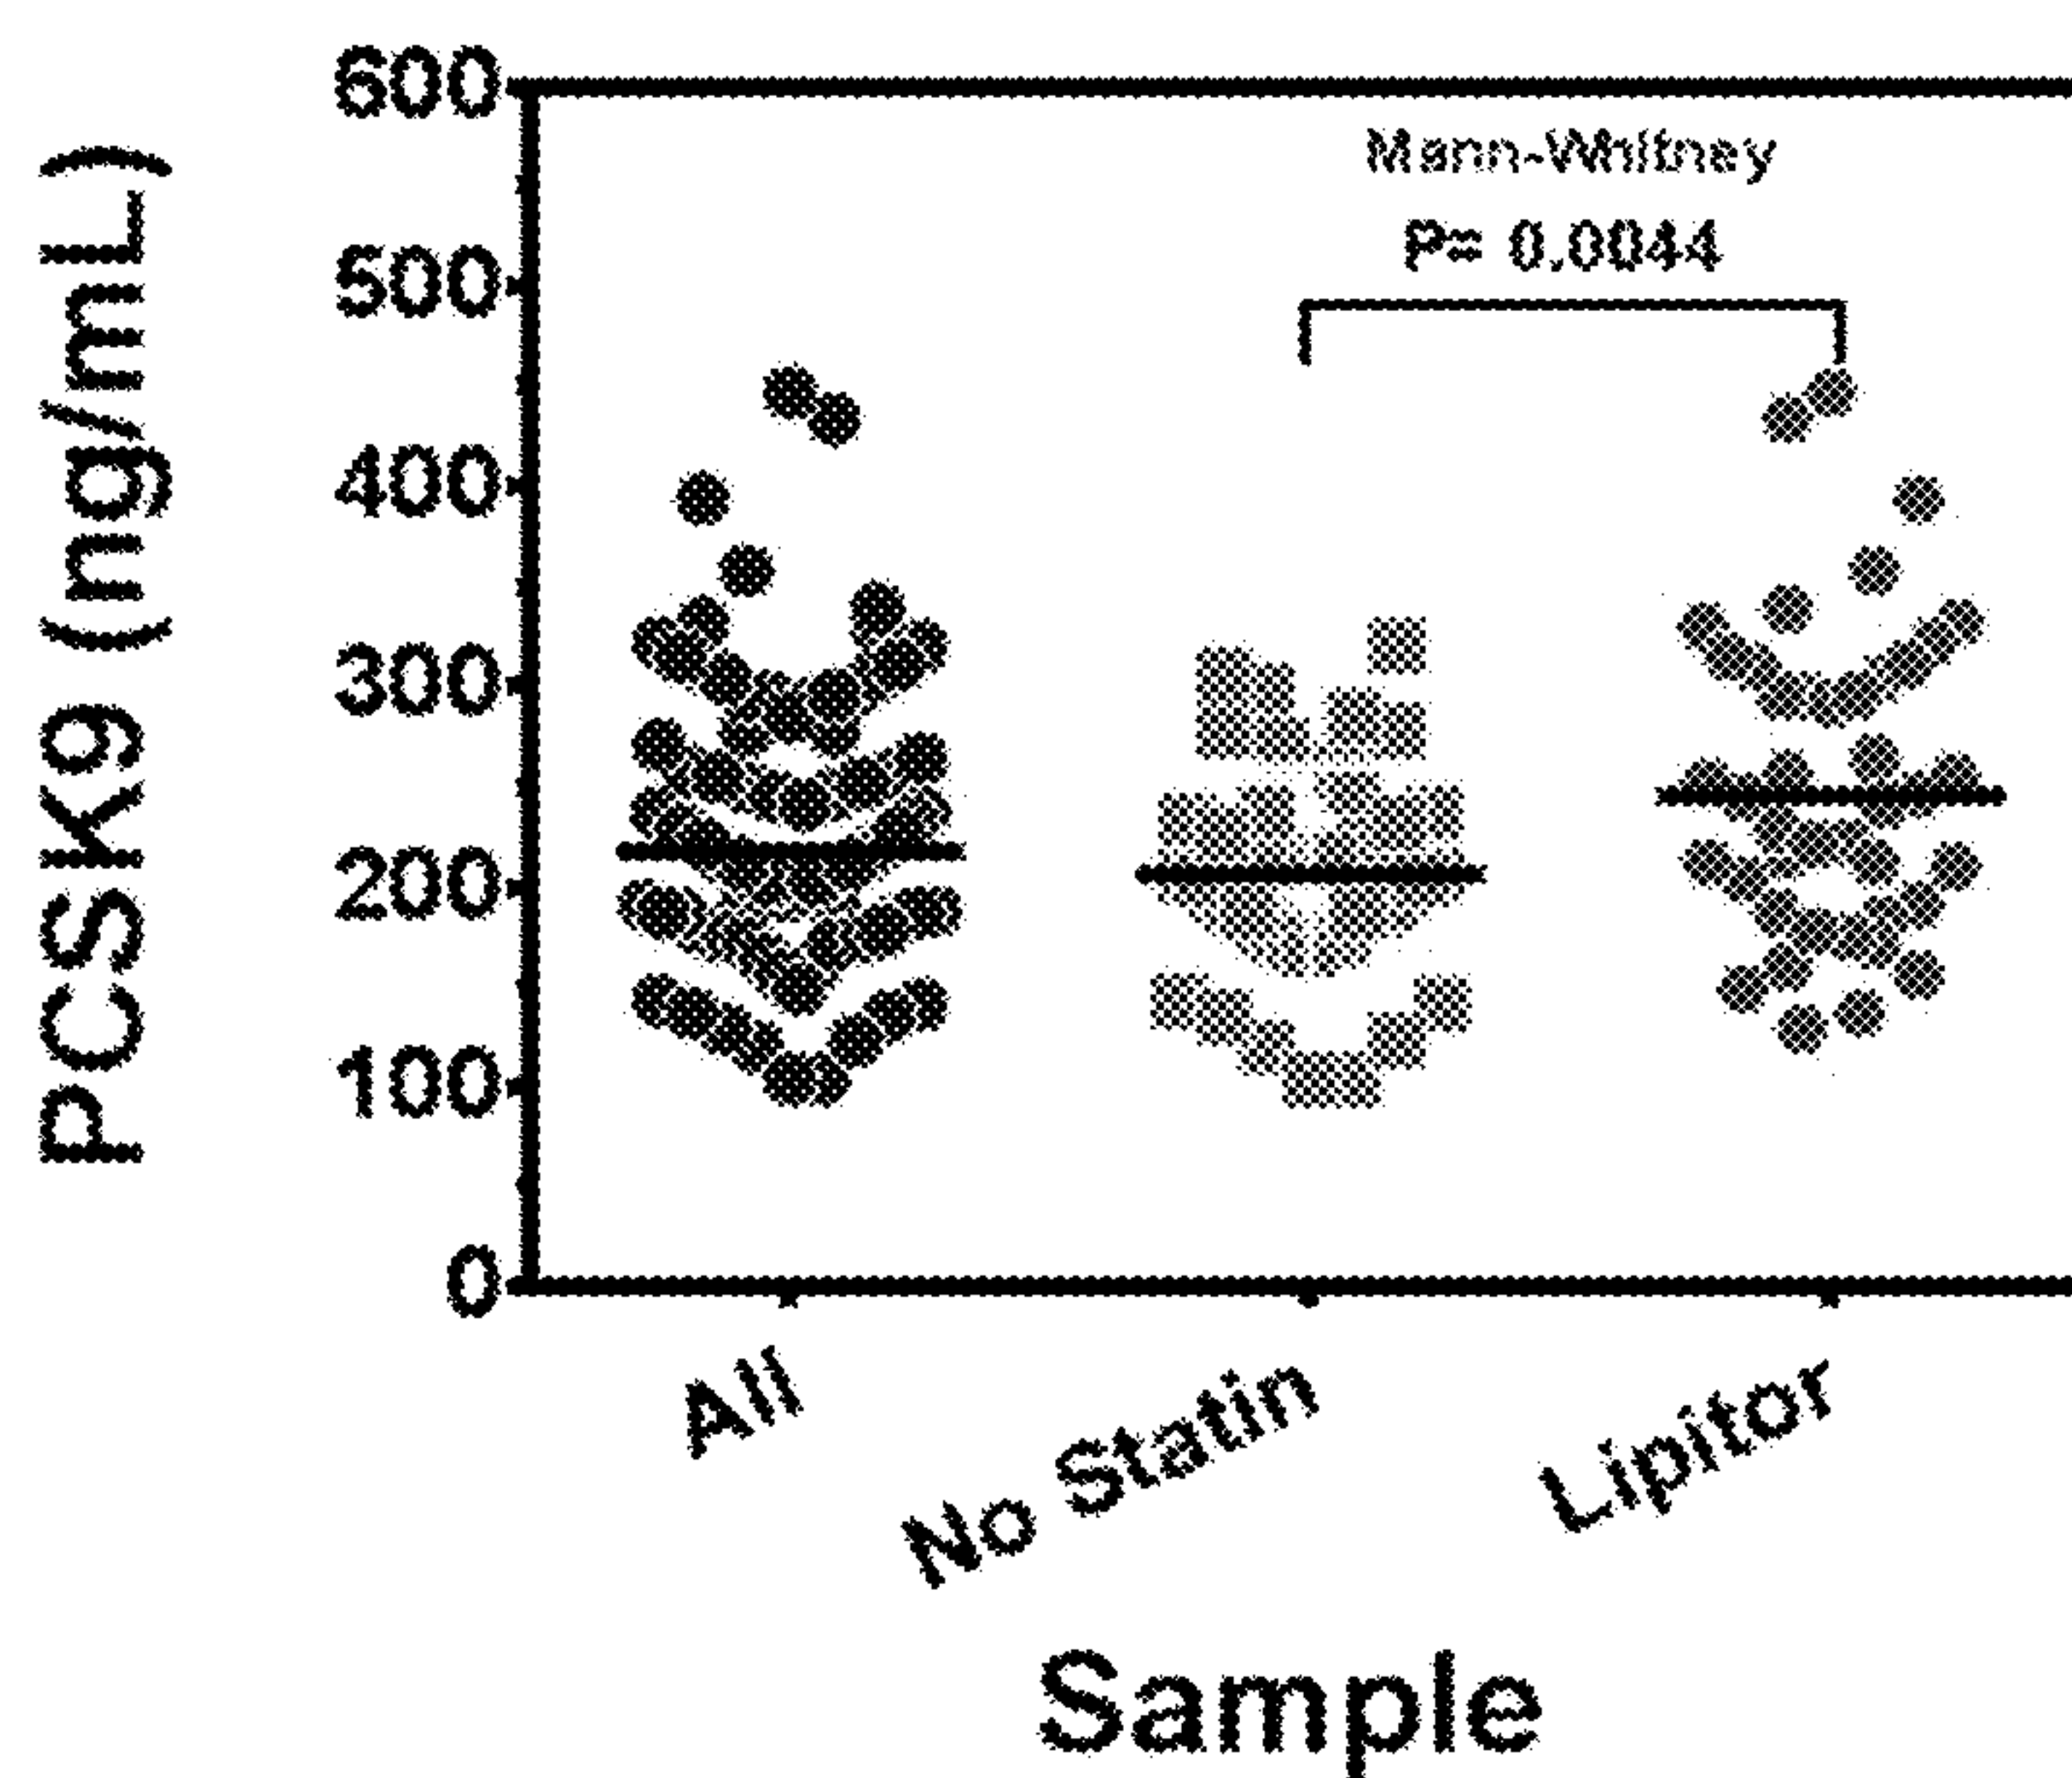 PCSK9 (ng/mL)
600
500
400
300
200
100
0
Mann-Whitney
P= 0.0044
All
No Statin
Lipitor
Sample